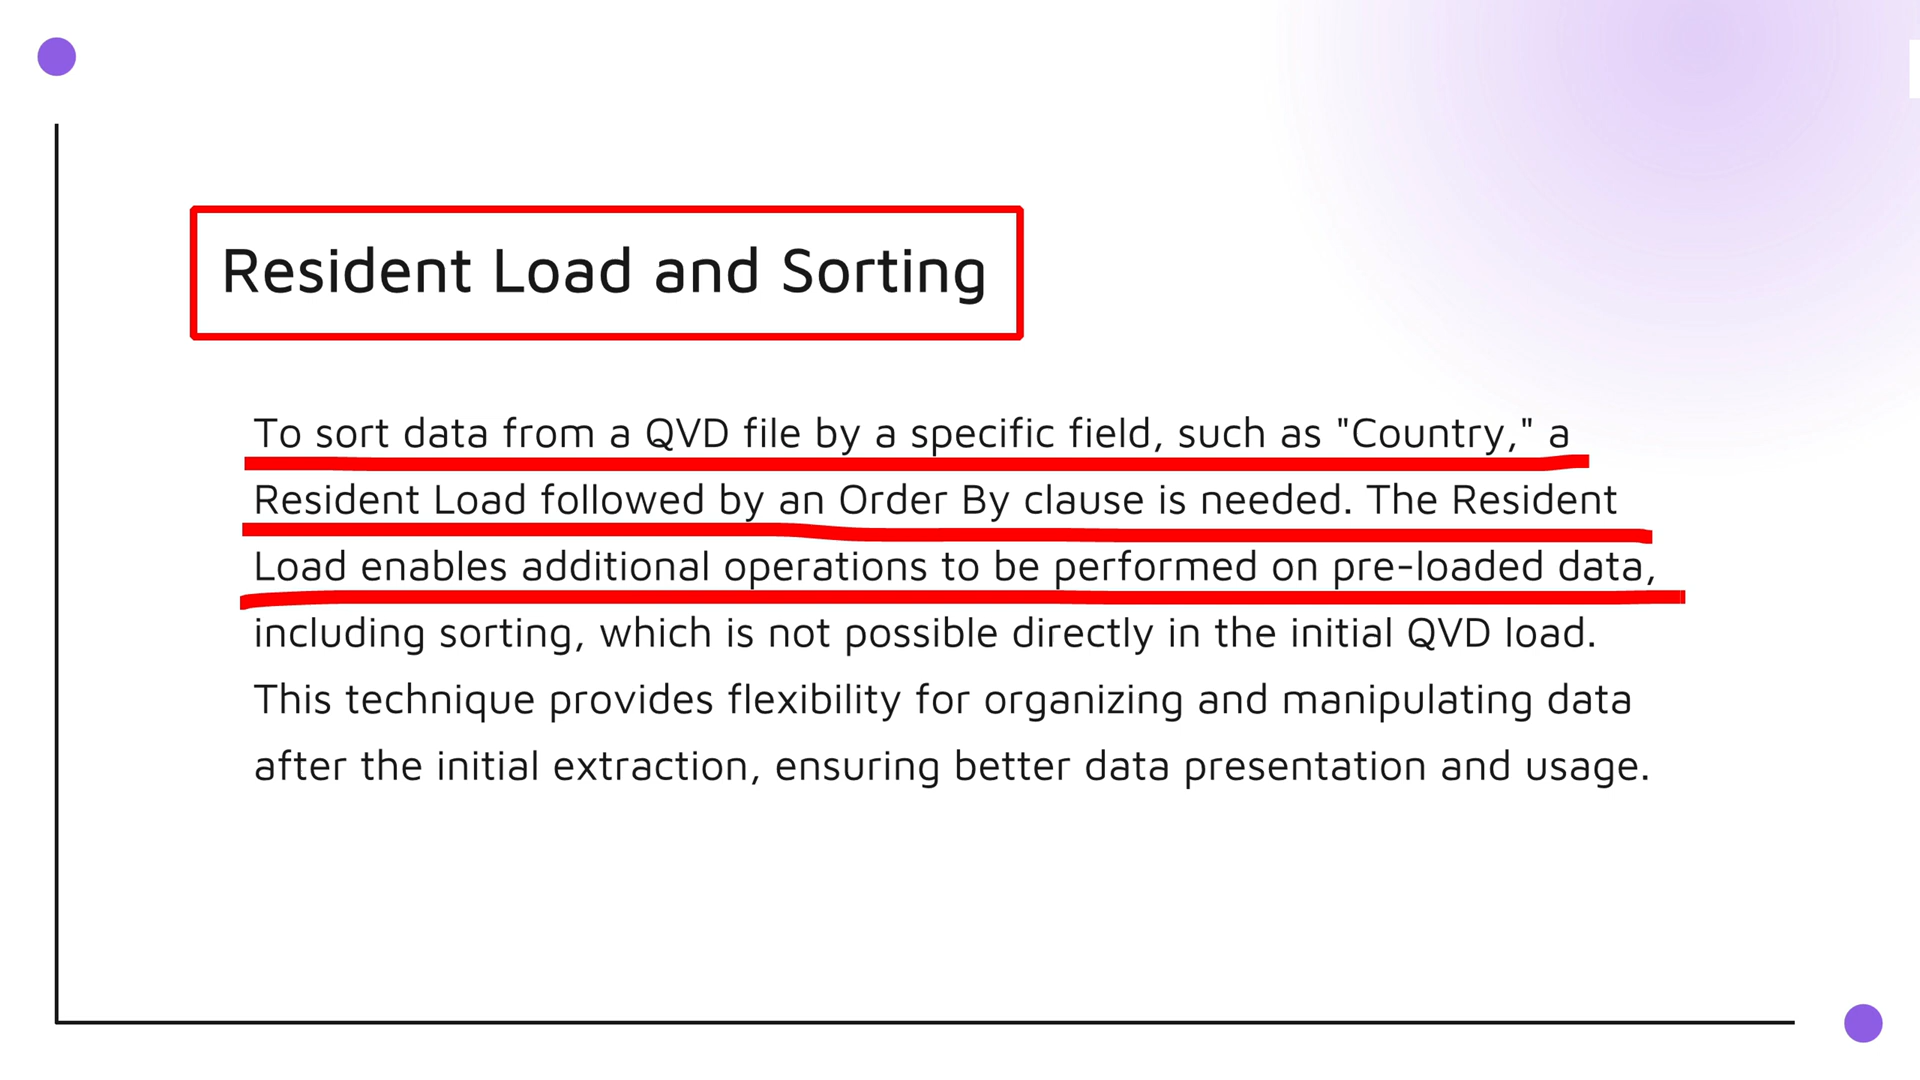 Resident Load and Sorting
To sort data from a QVD file by a specific field, such as "Country," a
Resident Load followed by an Order By clause is needed. The Resident
Load enables additional operations to be performed on pre-loaded data,
including sorting, which is not possible directly in the initial QVD load.
This technique provides flexibility for organizing and manipulating data
after the initial extraction, ensuring better data presentation and usage.